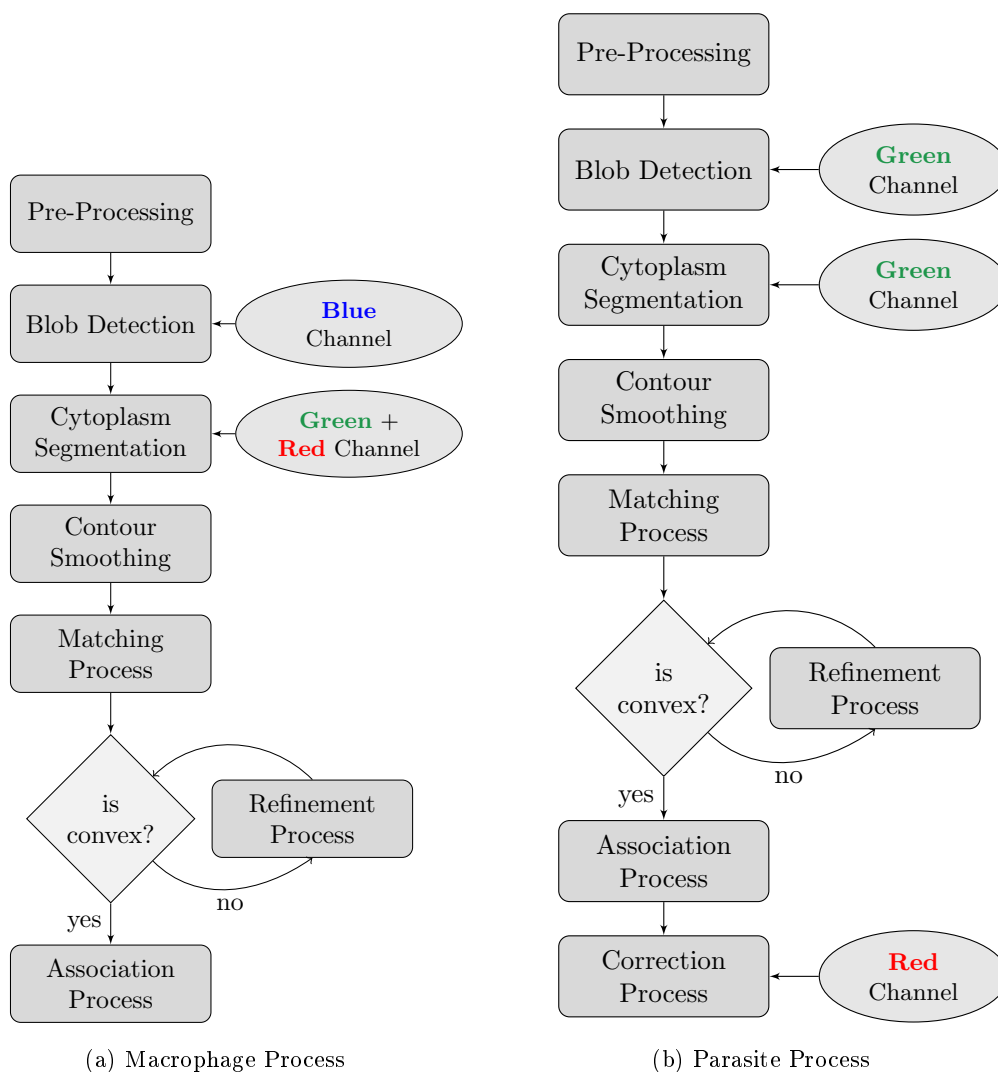 Pre-Processing
Blob Detection
Blue
Channel
Cytoplasm
Segmentation
Green +
Red Channel
Contour
Smoothing
Matching
Process
is
convex?
Refinement
Process
no
yes
Association
Process
(a) Macrophage Process
Pre-Processing
Blob Detection
Green
Channel
Cytoplasm
Segmentation
Green
Channel
Contour
Smoothing
Matching
Process
is
convex?
Refinement
Process
no
yes
Association
Process
Correction
Process
Red
Channel
(b) Parasite Process